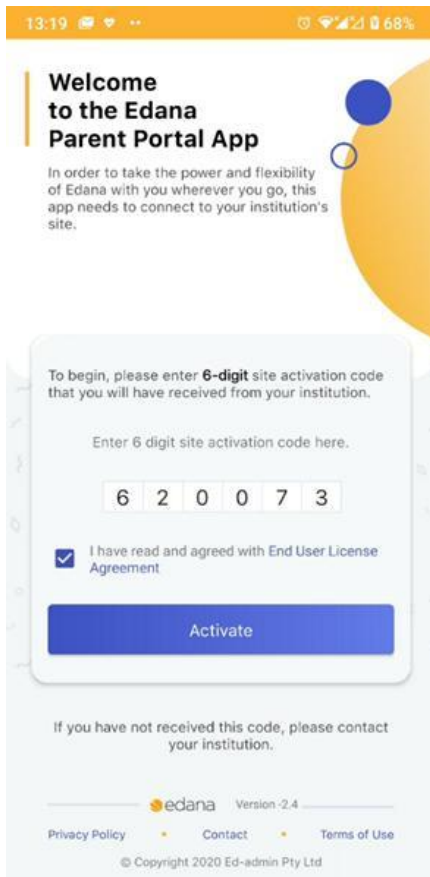 13:19 68%
Welcome
to the Edana
Parent Portal App
In order to take the power and flexibility
of Edana with you wherever you go, this
app needs to connect to your institution's
site.
To begin, please enter 6-digit site activation code
that you will have received from your institution.
Enter 6 digit site activation code here.
6 2 0 0 7 3
I have read and agreed with End User License
Agreement
Activate
If you have not received this code, please contact
your institution.
edana Version -2.4
Privacy Policy • Contact • Terms of Use
© Copyright 2020 Ed-admin Pty Ltd